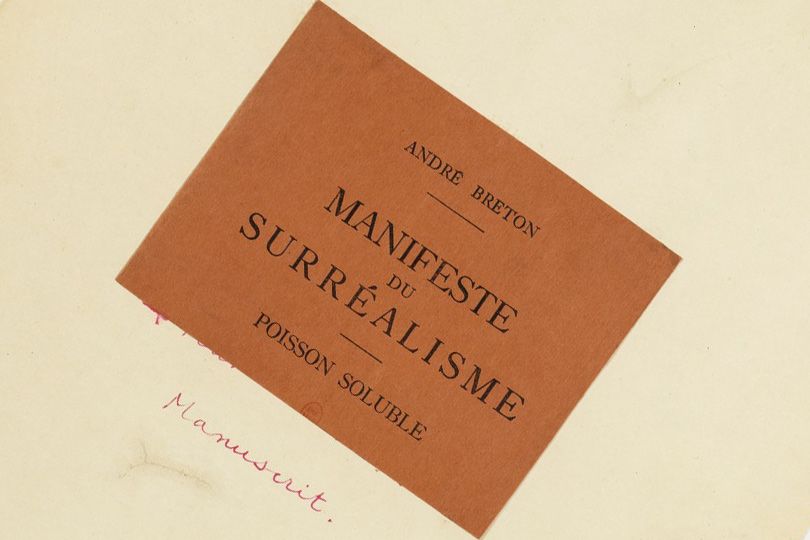 ANDRÉ BRETON
MANIFESTE
DU
SURRÉALISME
POISSON SOLUBLE
Manuscrit.